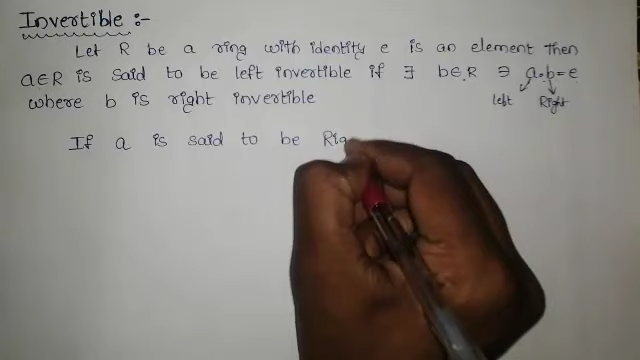 Invertible :-
Let R be a ring with identity e is an element then
a∈R is said to be left invertible if ∃ b∈R ∋ a.b=e
where b is right invertible
left Right
If a is said to be Rig